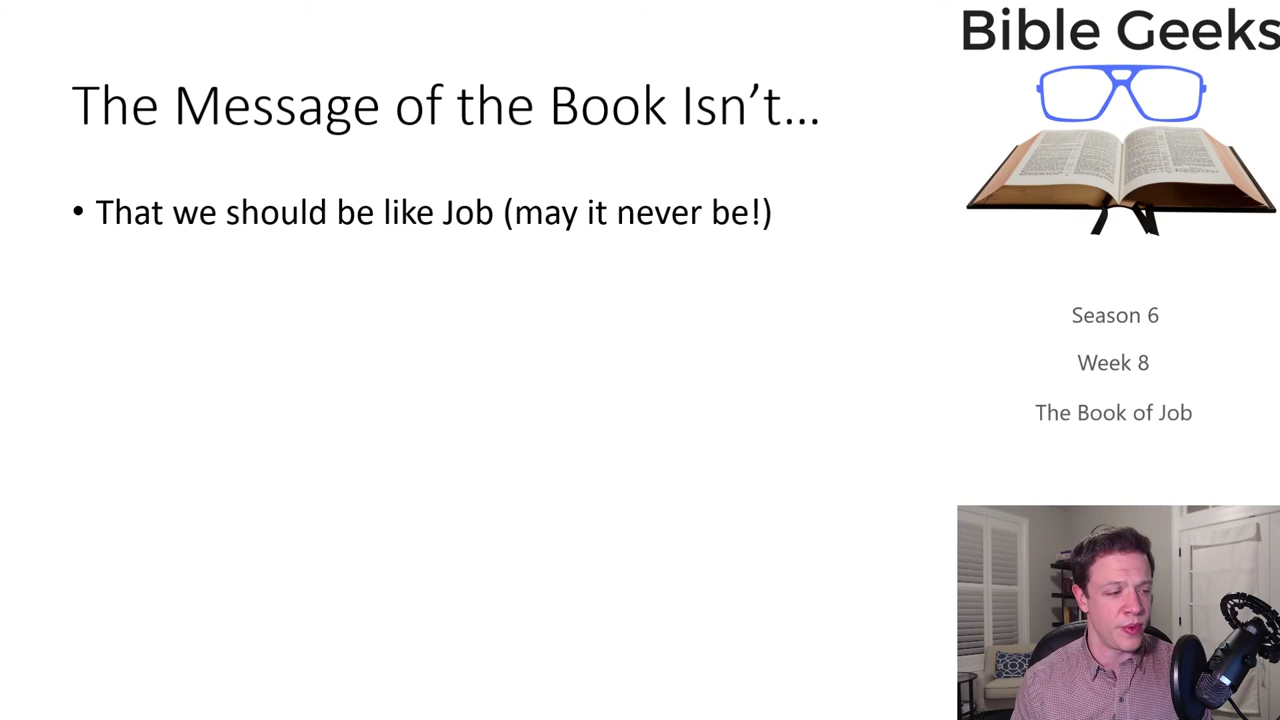 The Message of the Book Isn’t…
• That we should be like Job (may it never be!)
Bible Geeks
Season 6
Week 8
The Book of Job